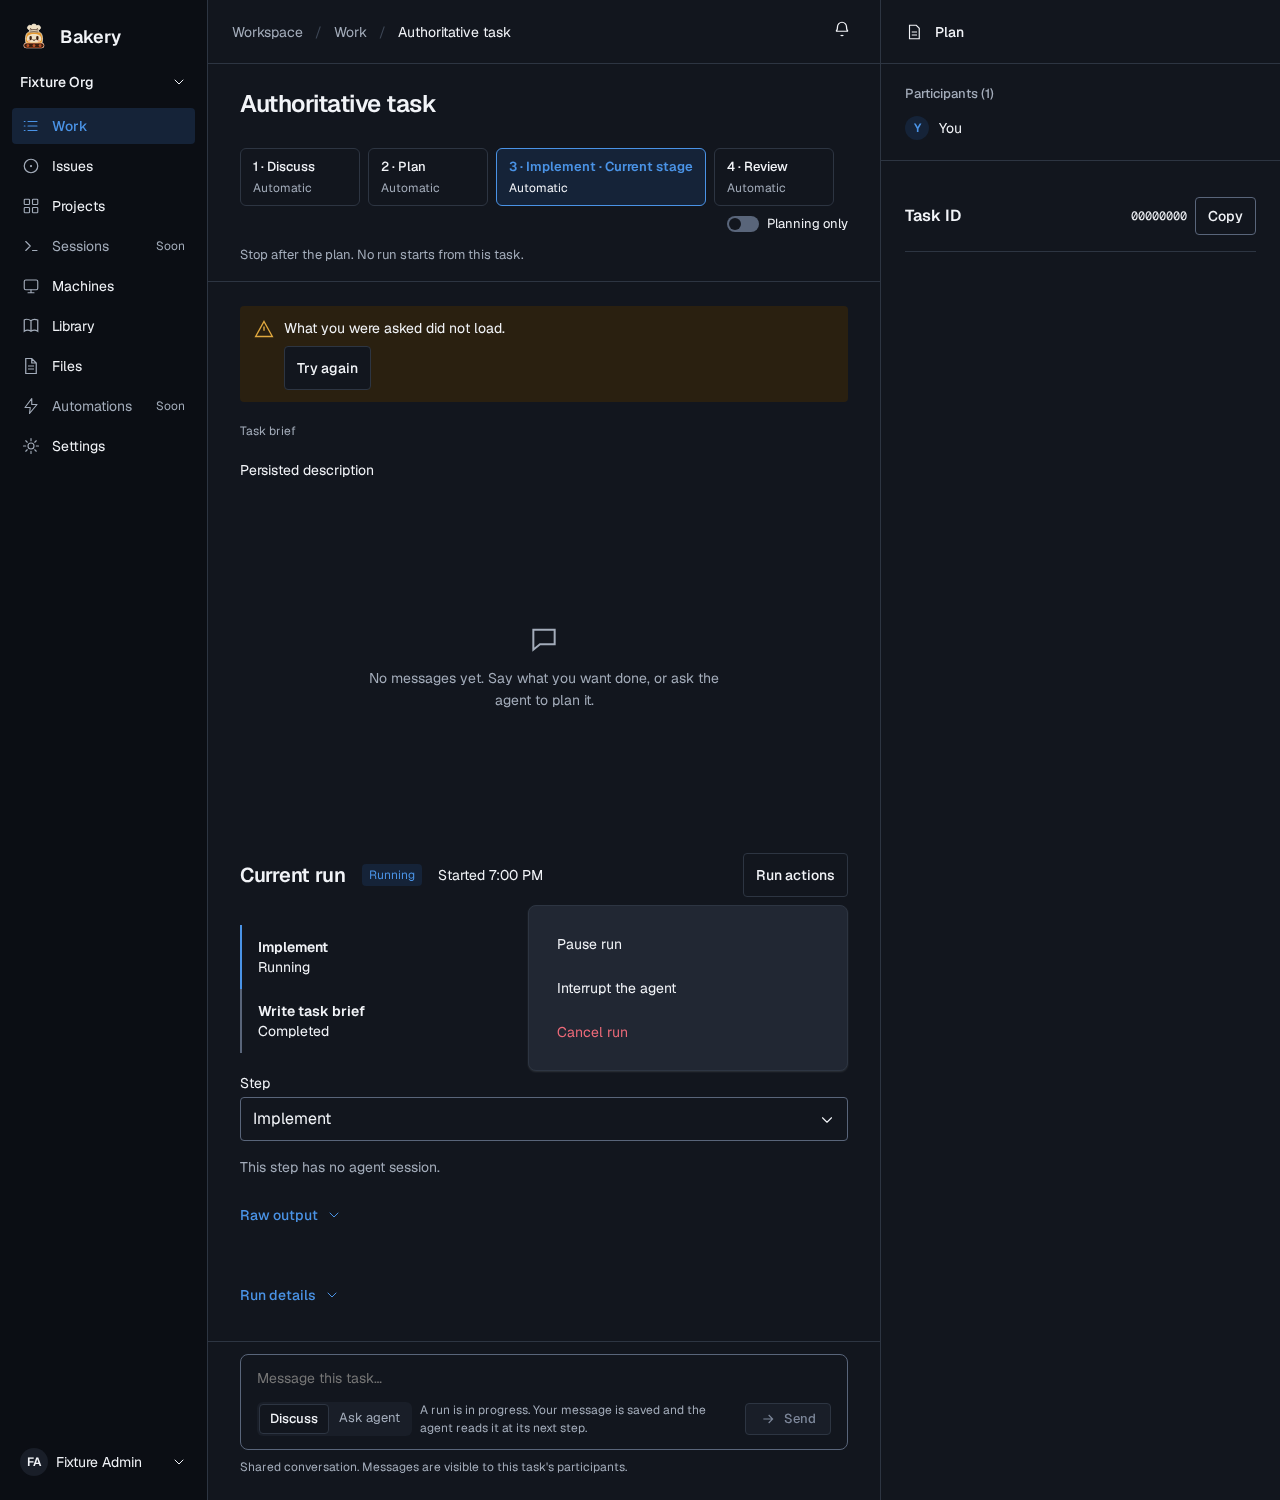 Bakery
Fixture Org
Work
Issues
Projects
Sessions Soon
Machines
Library
Files
Automations Soon
Settings
FA Fixture Admin
Workspace / Work / Authoritative task
Authoritative task
1 · Discuss
Automatic
2 · Plan
Automatic
3 · Implement · Current stage
Automatic
4 · Review
Automatic
Planning only
Stop after the plan. No run starts from this task.
What you were asked did not load.
Try again
Task brief
Persisted description
No messages yet. Say what you want done, or ask the
agent to plan it.
Current run Running Started 7:00 PM Run actions
Pause run
Interrupt the agent
Cancel run
Implement
Running
Write task brief
Completed
Step
Implement
This step has no agent session.
Raw output
Run details
Message this task...
Discuss Ask agent
A run is in progress. Your message is saved and the
agent reads it at its next step.
Send
Shared conversation. Messages are visible to this task's participants.
Plan
Participants (1)
Y You
Task ID 00000000 Copy